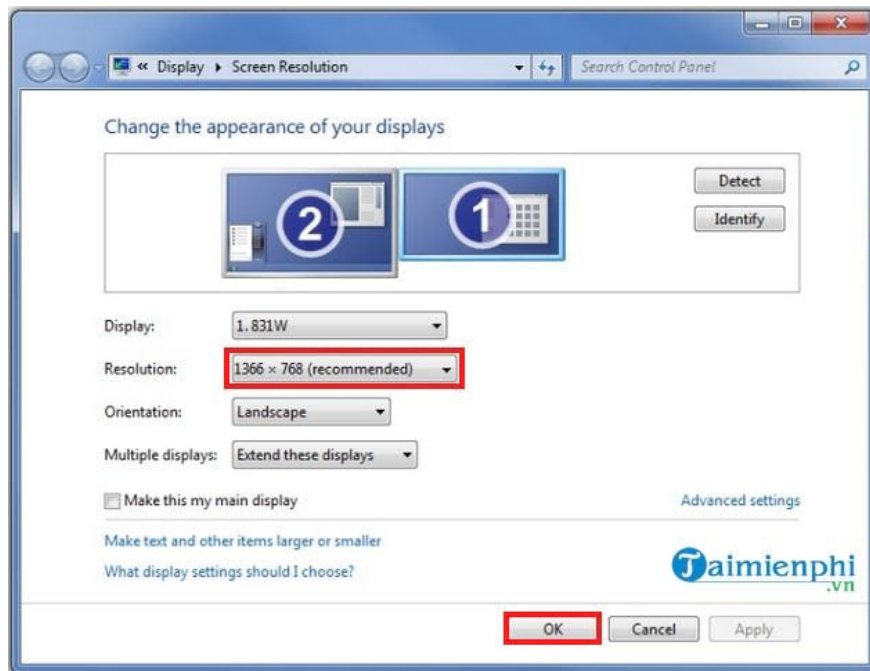 « Display ▸ Screen Resolution
Search Control Panel
Change the appearance of your displays
2
1
Detect
Identify
Display:
1. 831W
Resolution:
1366 × 768 (recommended)
Orientation:
Landscape
Multiple displays:
Extend these displays
Make this my main display
Advanced settings
Make text and other items larger or smaller
What display settings should I choose?
Taimienphi
.vn
OK
Cancel
Apply